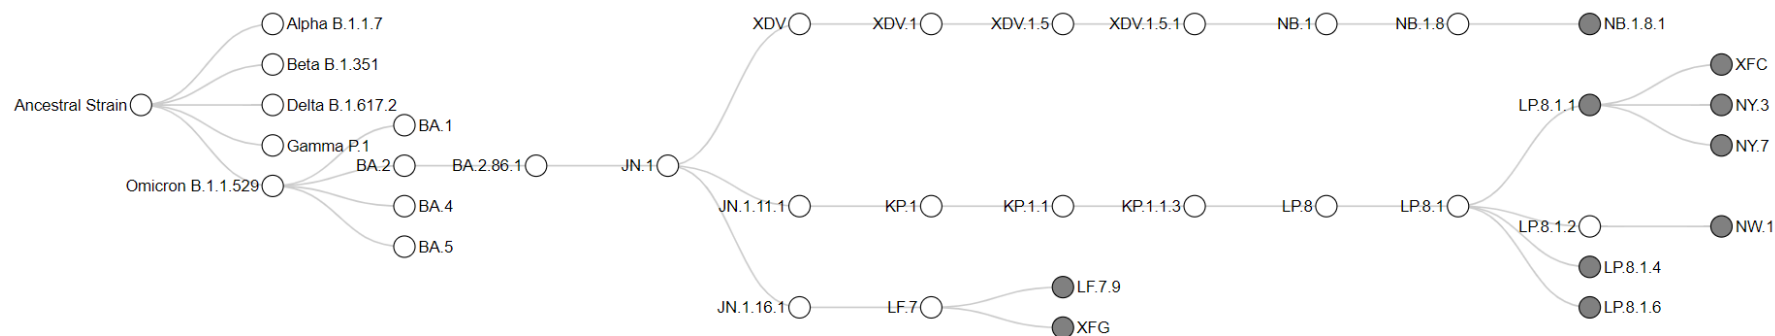 Alpha B.1.1.7
XDV
XDV.1
XDV.1.5
XDV.1.5.1
NB.1
NB.1.8
NB.1.8.1
Beta B.1.351
XFC
Ancestral Strain
Delta B.1.617.2
LP.8.1.1
NY.3
BA.1
Gamma P.1
NY.7
BA.2
BA.2.86.1
JN.1
Omicron B.1.1.529
BA.4
JN.1.11.1
KP.1
KP.1.1
KP.1.1.3
LP.8
LP.8.1
LP.8.1.2
NW.1
BA.5
LP.8.1.4
LF.7.9
JN.1.16.1
LF.7
LP.8.1.6
XFG